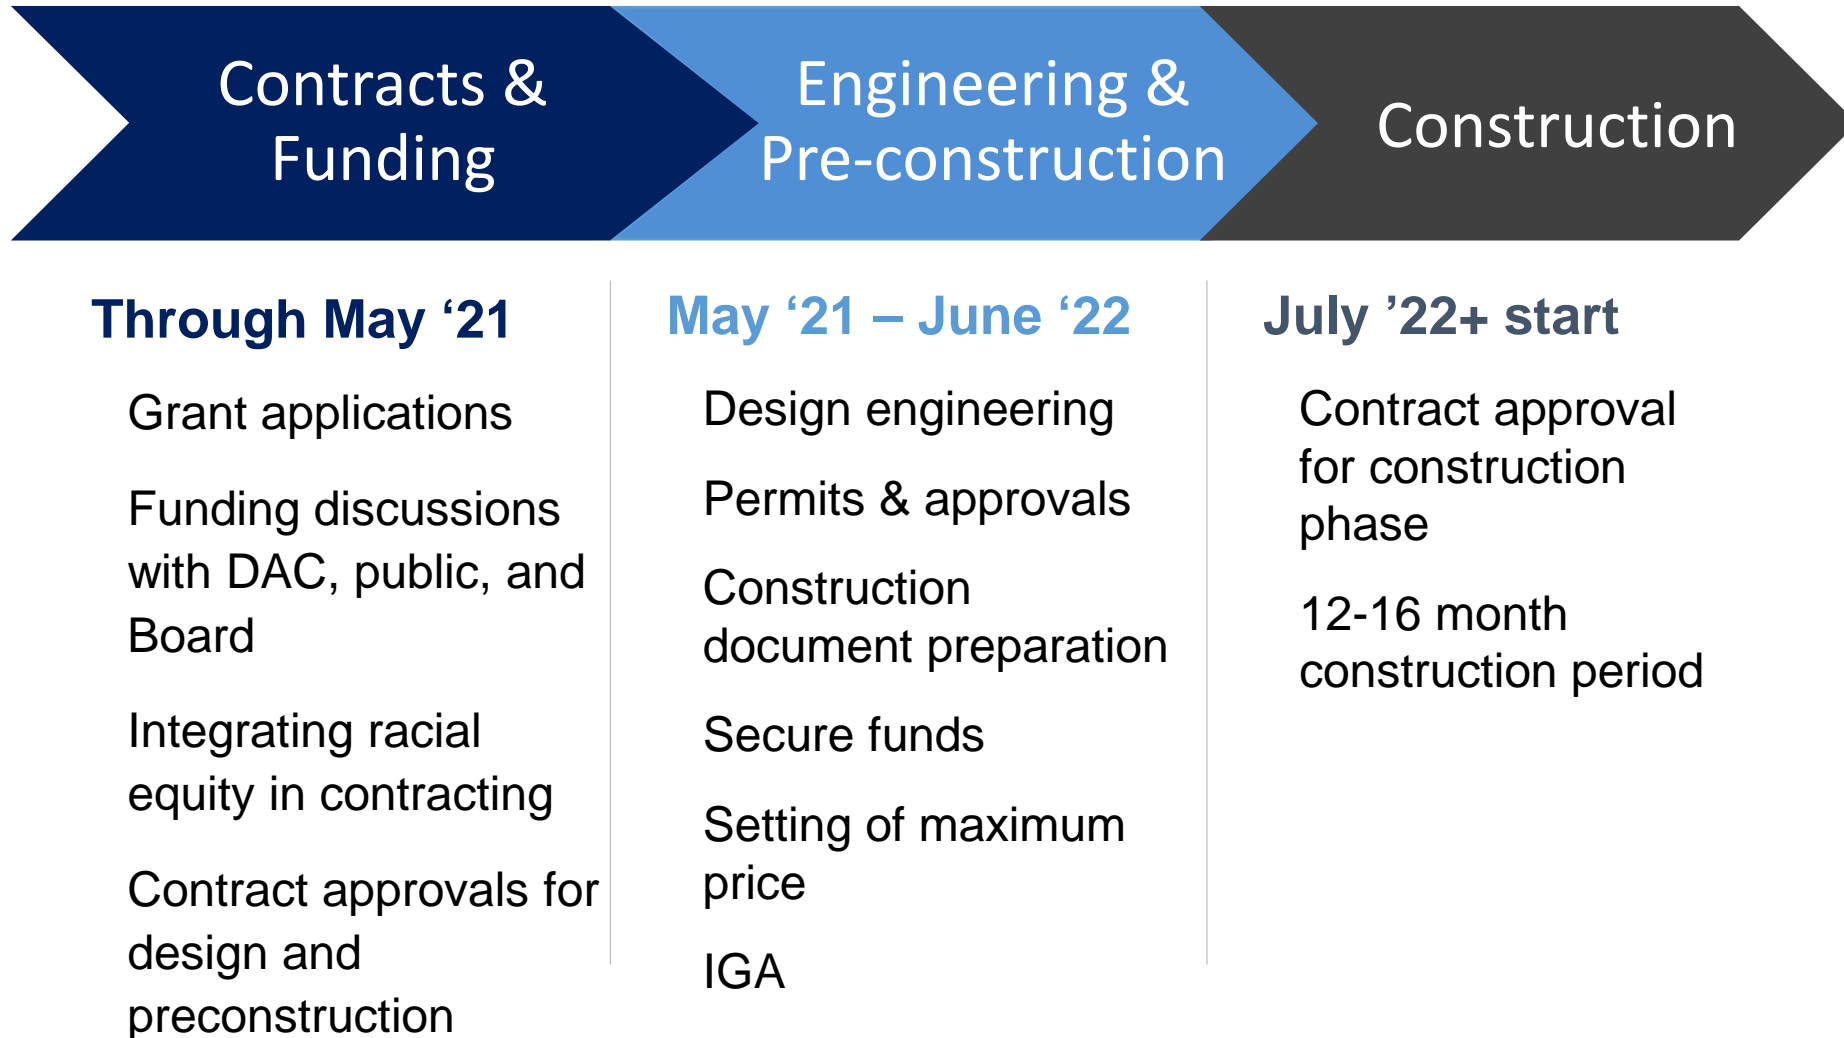 Contracts &
Funding
Engineering &
Pre-construction
Construction
Through May ‘21
Grant applications
Funding discussions
with DAC, public, and
Board
Integrating racial
equity in contracting
Contract approvals for
design and
preconstruction
May ‘21 – June ‘22
Design engineering
Permits & approvals
Construction
document preparation
Secure funds
Setting of maximum
price
IGA
July ’22+ start
Contract approval
for construction
phase
12-16 month
construction period